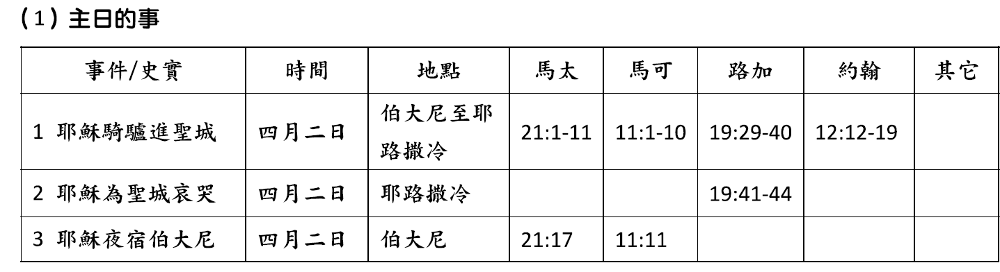 （1）主日的事
事件/史實 時間 地點 馬太 馬可 路加 約翰 其它
1 耶穌騎驢進聖城 四月二日 伯大尼至耶路撒冷 21:1-11 11:1-10 19:29-40 12:12-19
2 耶穌為聖城哀哭 四月二日 耶路撒冷 19:41-44
3 耶穌夜宿伯大尼 四月二日 伯大尼 21:17 11:11